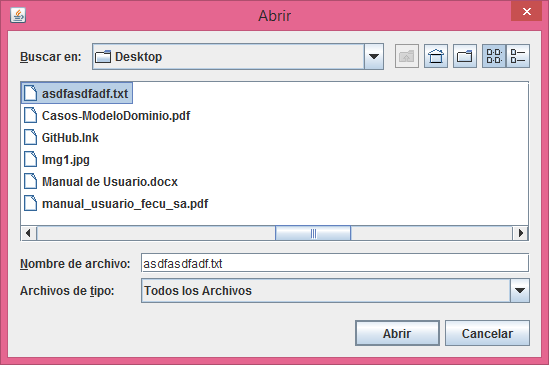 Abrir
Buscar en: Desktop
asdfasdfadf.txt
Casos-ModeloDominio.pdf
GitHub.lnk
Img1.jpg
Manual de Usuario.docx
manual_usuario_fecu_sa.pdf
Nombre de archivo: asdfasdfadf.txt
Archivos de tipo: Todos los Archivos
Abrir Cancelar